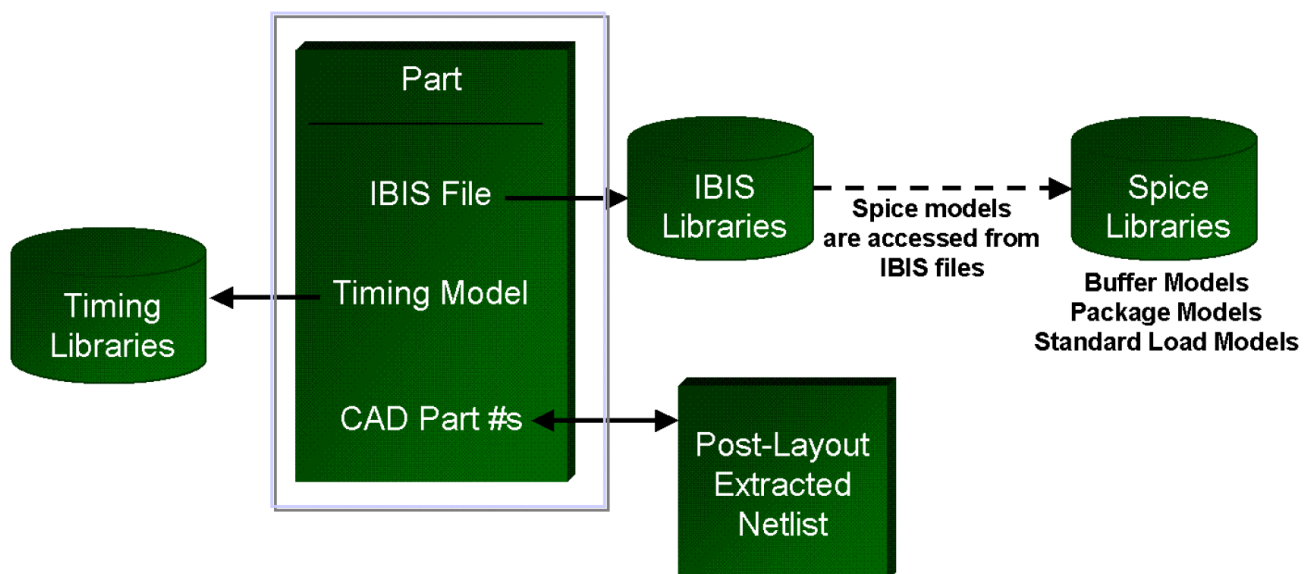 Part
IBIS File
Timing Model
CAD Part #s
Timing
Libraries
IBIS
Libraries
Spice models
are accessed from
IBIS files
Spice
Libraries
Buffer Models
Package Models
Standard Load Models
Post-Layout
Extracted
Netlist